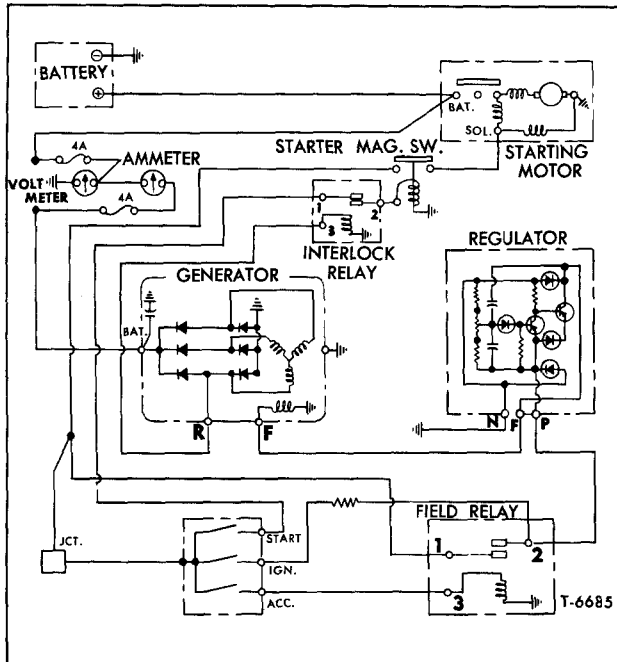 BATTERY
BAT.
SOL.
STARTING
MOTOR
4A
AMMETER
VOLT
METER
4A
STARTER MAG. SW.
1
2
3
INTERLOCK
RELAY
REGULATOR
GENERATOR
BAT.
R
F
N
F
P
FIELD RELAY
1
2
3
JCT.
START
IGN.
ACC.
T-6685